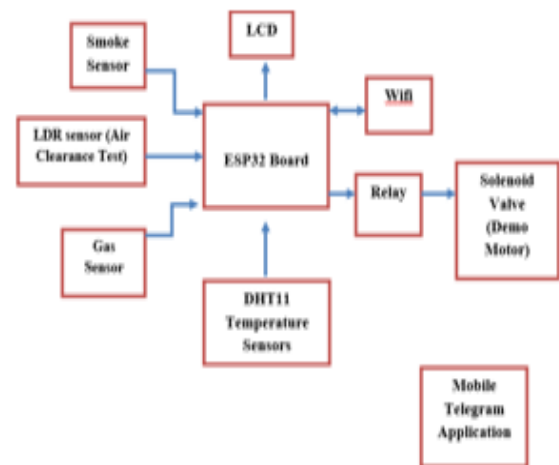 Smoke
Sensor
LCD
Wifi
LDR sensor (Air
Clearance Test)
ESP32 Board
Relay
Solenoid
Valve
(Demo
Motor)
Gas
Sensor
DHT11
Temperature
Sensors
Mobile
Telegram
Application